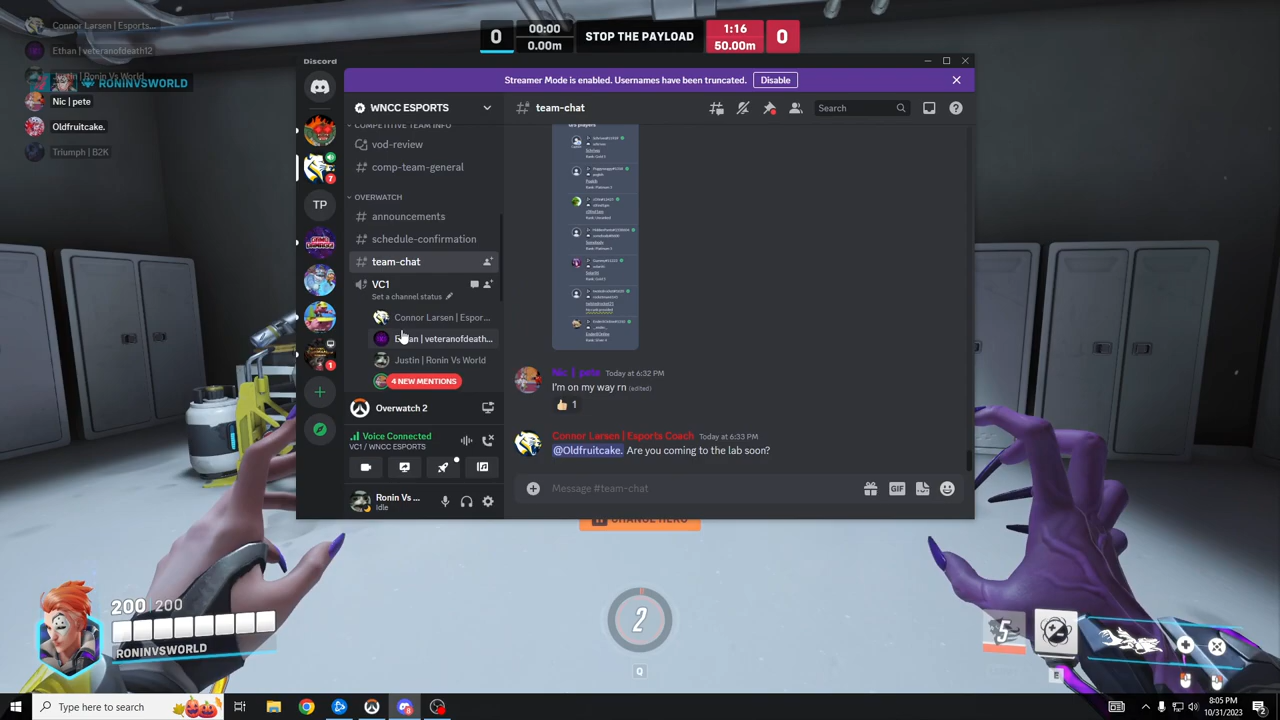 Connor Larsen | Esports...
Ethan | veteranofdeath12
Justin | Ronin Vs World
RONINVSWORLD
Nic | pete
Oldfruitcake.
Triumph | B2K
0
00:00
0.00m
STOP THE PAYLOAD
1:16
50.00m
0
Discord
Streamer Mode is enabled. Usernames have been truncated.
Disable
WNCC ESPORTS
team-chat
Search
COMPETITIVE TEAM INFO
vod-review
comp-team-general
OVERWATCH
announcements
schedule-confirmation
team-chat
VC1
Set a channel status
Connor Larsen | Espor...
Ethan | veteranofdeath...
Justin | Ronin Vs World
4 NEW MENTIONS
Overwatch 2
Voice Connected
VC1 / WNCC ESPORTS
Ronin Vs ...
Idle
TP
7
1
Nic | pete Today at 6:32 PM
I'm on my way rn (edited)
1
Connor Larsen | Esports Coach Today at 6:33 PM
@Oldfruitcake. Are you coming to the lab soon?
Message #team-chat
GIF
CHANGE HERO
200 | 200
RONINVSWORLD
2
Q
5
E
Type here to search
8:05 PM
10/31/2023
2